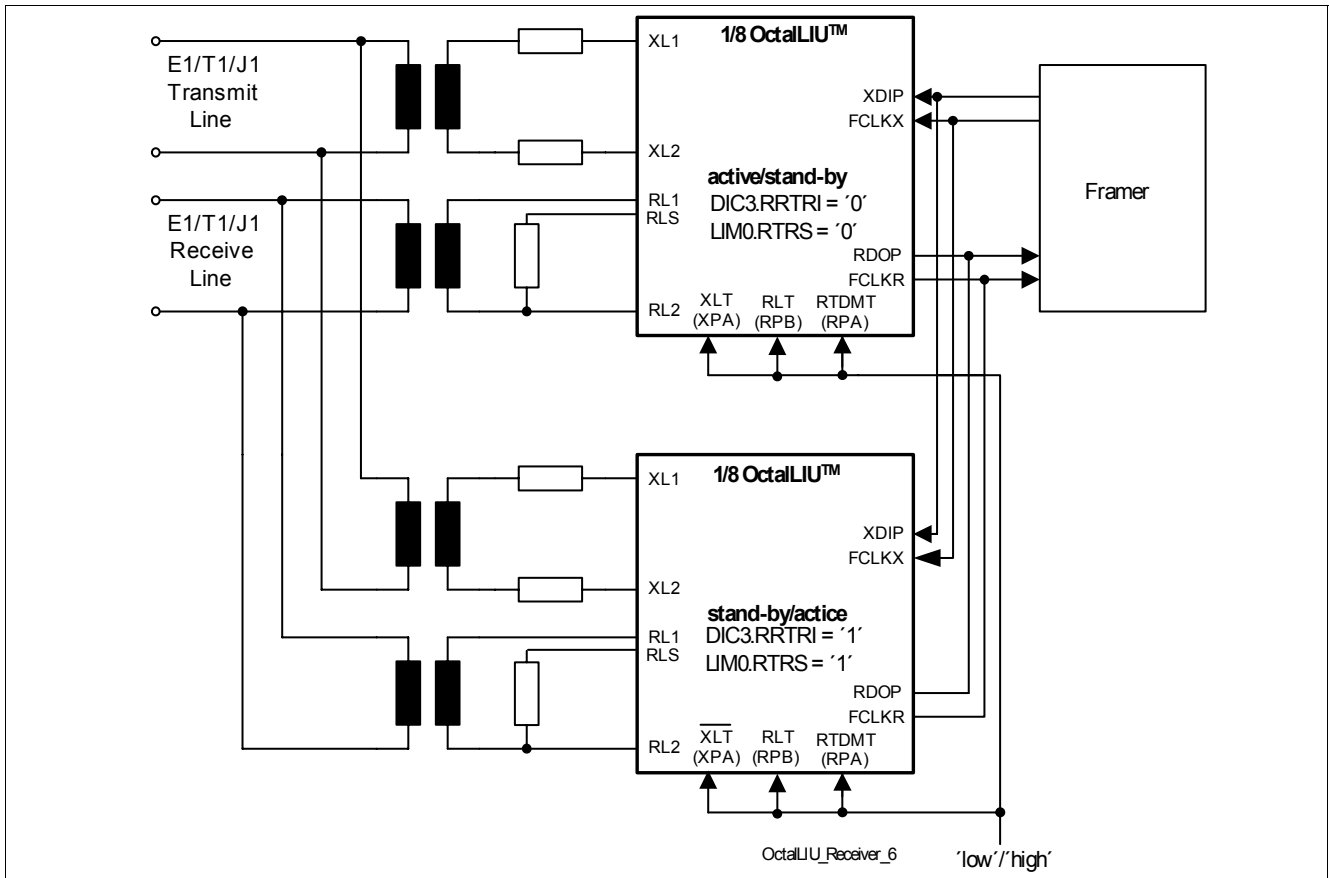 E1/T1/J1
Transmit
Line
E1/T1/J1
Receive
Line
1/8 OctalLIU™
XL1
XL2
RL1
RLS
RL2
XDIP
FCLKX
active/stand-by
DIC3.RRTRI = ´0´
LIM0.RTRS = ´0´
RDOP
FCLKR
XLT
(XPA)
RLT
(RPB)
RTDMT
(RPA)
Framer
1/8 OctalLIU™
XL1
XL2
RL1
RLS
RL2
XDIP
FCLKX
stand-by/actice
DIC3.RRTRI = ´1´
LIM0.RTRS = ´1´
RDOP
FCLKR
X̅L̅T̅
(XPA)
RLT
(RPB)
RTDMT
(RPA)
OctalLIU_Receiver_6
´low´/´high´